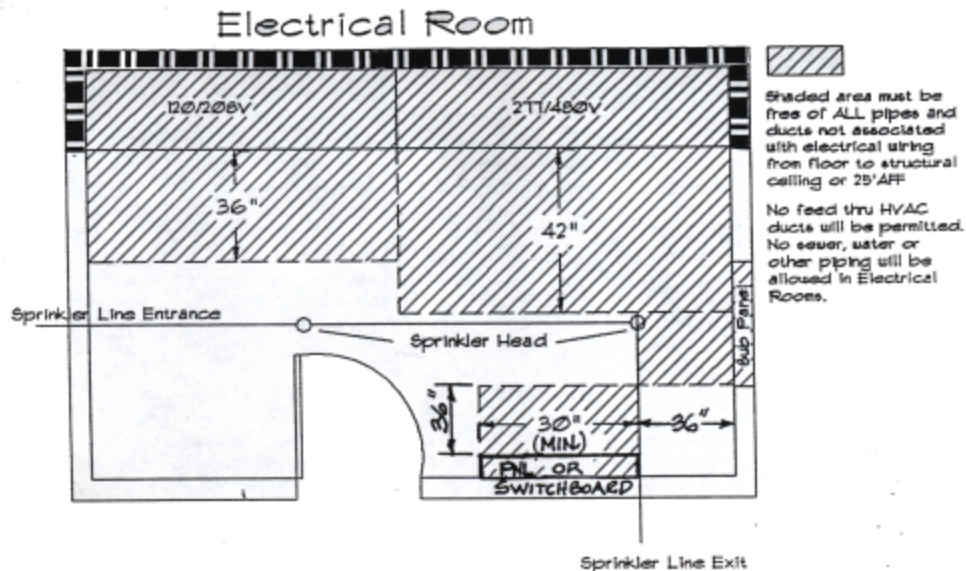 Electrical Room
120/208V
277/480V
36"
42"
Shaded area must be
free of ALL pipes and
ducts not associated
with electrical wiring
from floor to structural
ceiling or 25'AFF
No feed thru HVAC
ducts will be permitted.
No sewer, water or
other piping will be
allowed in Electrical
Rooms.
Sprinkler Line Entrance
Sprinkler Head
Sub Panel
36"
30"
(MIN.)
36"
PNL OR
SWITCHBOARD
Sprinkler Line Exit